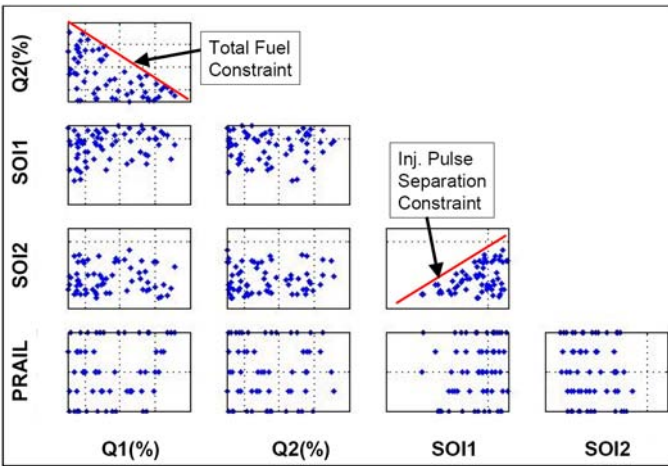 Q2(%)
Total Fuel
Constraint
SOI1
Inj. Pulse
Separation
Constraint
SOI2
PRAIL
Q1(%)
Q2(%)
SOI1
SOI2